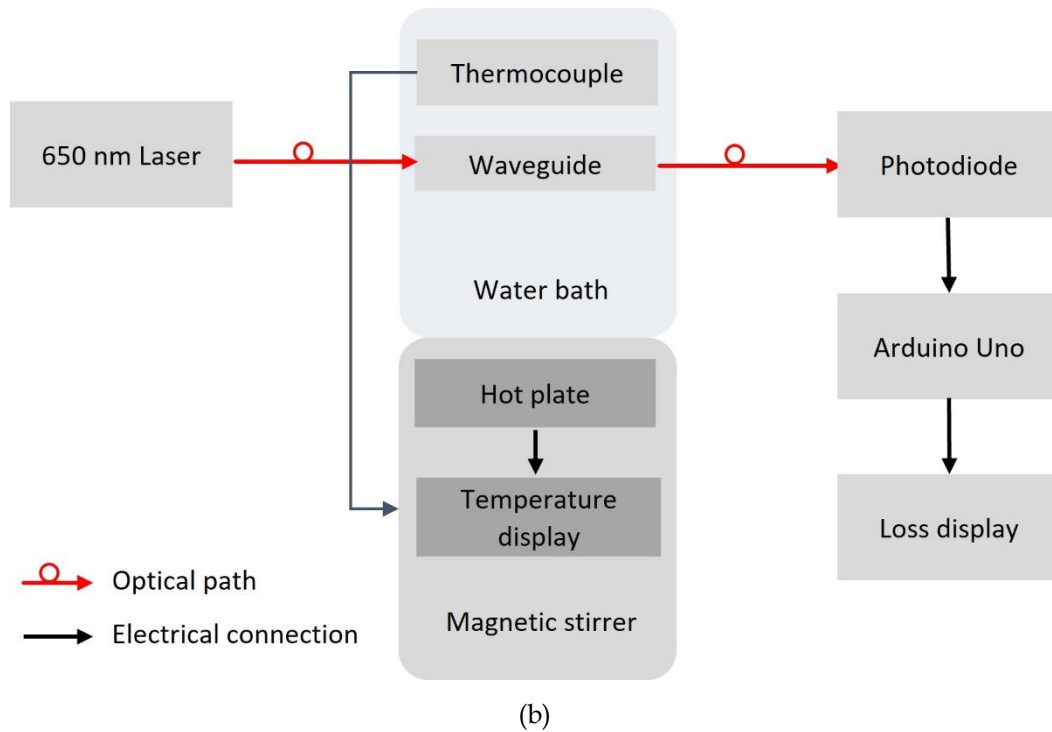 Thermocouple
650 nm Laser
Waveguide
Photodiode
Water bath
Arduino Uno
Hot plate
Temperature
display
Loss display
Optical path
Magnetic stirrer
Electrical connection
(b)